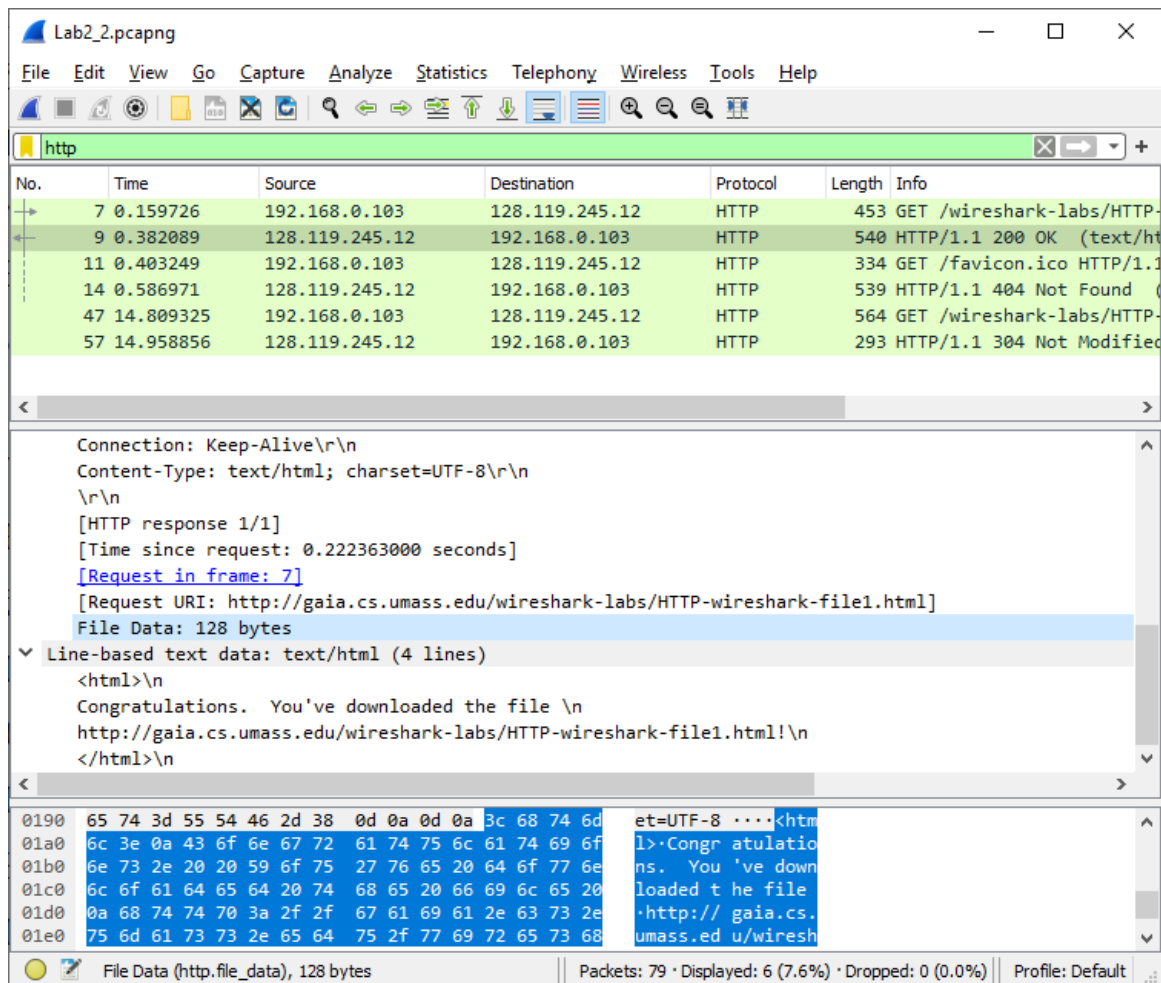 Lab2_2.pcapng
File Edit View Go Capture Analyze Statistics Telephony Wireless Tools Help
http
No. Time Source Destination Protocol Length Info
7 0.159726 192.168.0.103 128.119.245.12 HTTP 453 GET /wireshark-labs/HTTP-
9 0.382089 128.119.245.12 192.168.0.103 HTTP 540 HTTP/1.1 200 OK (text/ht
11 0.403249 192.168.0.103 128.119.245.12 HTTP 334 GET /favicon.ico HTTP/1.1
14 0.586971 128.119.245.12 192.168.0.103 HTTP 539 HTTP/1.1 404 Not Found (
47 14.809325 192.168.0.103 128.119.245.12 HTTP 564 GET /wireshark-labs/HTTP-
57 14.958856 128.119.245.12 192.168.0.103 HTTP 293 HTTP/1.1 304 Not Modified
Connection: Keep-Alive\r\n
Content-Type: text/html; charset=UTF-8\r\n
\r\n
[HTTP response 1/1]
[Time since request: 0.222363000 seconds]
[Request in frame: 7]
[Request URI: http://gaia.cs.umass.edu/wireshark-labs/HTTP-wireshark-file1.html]
File Data: 128 bytes
Line-based text data: text/html (4 lines)
<html>\n
Congratulations.  You've downloaded the file \n
http://gaia.cs.umass.edu/wireshark-labs/HTTP-wireshark-file1.html!\n
</html>\n
0190 65 74 3d 55 54 46 2d 38 0d 0a 0d 0a 3c 68 74 6d et=UTF-8 ····<htm
01a0 6c 3e 0a 43 6f 6e 67 72 61 74 75 6c 61 74 69 6f l>·Congr atulatio
01b0 6e 73 2e 20 20 59 6f 75 27 76 65 20 64 6f 77 6e ns.  You 've down
01c0 6c 6f 61 64 65 64 20 74 68 65 20 66 69 6c 65 20 loaded t he file
01d0 0a 68 74 74 70 3a 2f 2f 67 61 69 61 2e 63 73 2e ·http:// gaia.cs.
01e0 75 6d 61 73 73 2e 65 64 75 2f 77 69 72 65 73 68 umass.ed u/wiresh
File Data (http.file_data), 128 bytes Packets: 79 · Displayed: 6 (7.6%) · Dropped: 0 (0.0%) Profile: Default